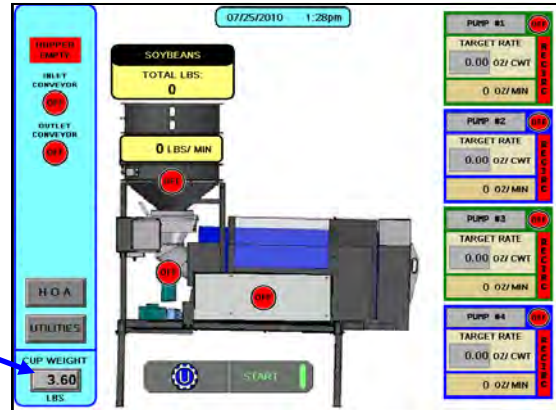 07/25/2010 1:28pm
HOPPER
EMPTY
INLET
CONVEYOR
OFF
OUTLET
CONVEYOR
OFF
H-O-A
UTILITIES
CUP WEIGHT
3.60
LBS
SOYBEANS
TOTAL LBS:
0
0 LBS/ MIN
OFF
OFF
OFF
U
START
PUMP #1 OFF
TARGET RATE
0.00 OZ/ CWT
0 OZ/MIN
RECIRC
PUMP #2 OFF
TARGET RATE
0.00 OZ/ CWT
0 OZ/MIN
RECIRC
PUMP #3 OFF
TARGET RATE
0.00 OZ/ CWT
0 OZ/MIN
RECIRC
PUMP #4 OFF
TARGET RATE
0.00 OZ/ CWT
0 OZ/MIN
RECIRC